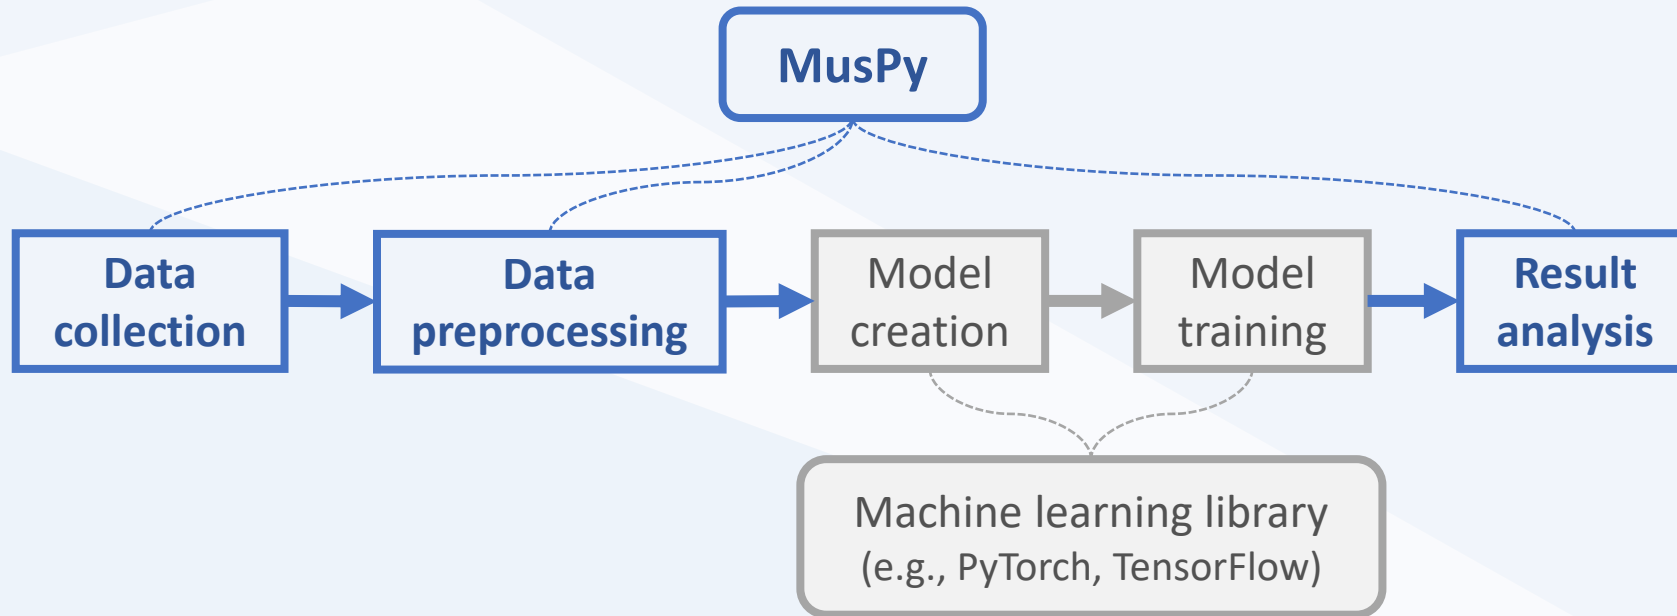 MusPy
Data
collection
Data
preprocessing
Model
creation
Model
training
Result
analysis
Machine learning library
(e.g., PyTorch, TensorFlow)